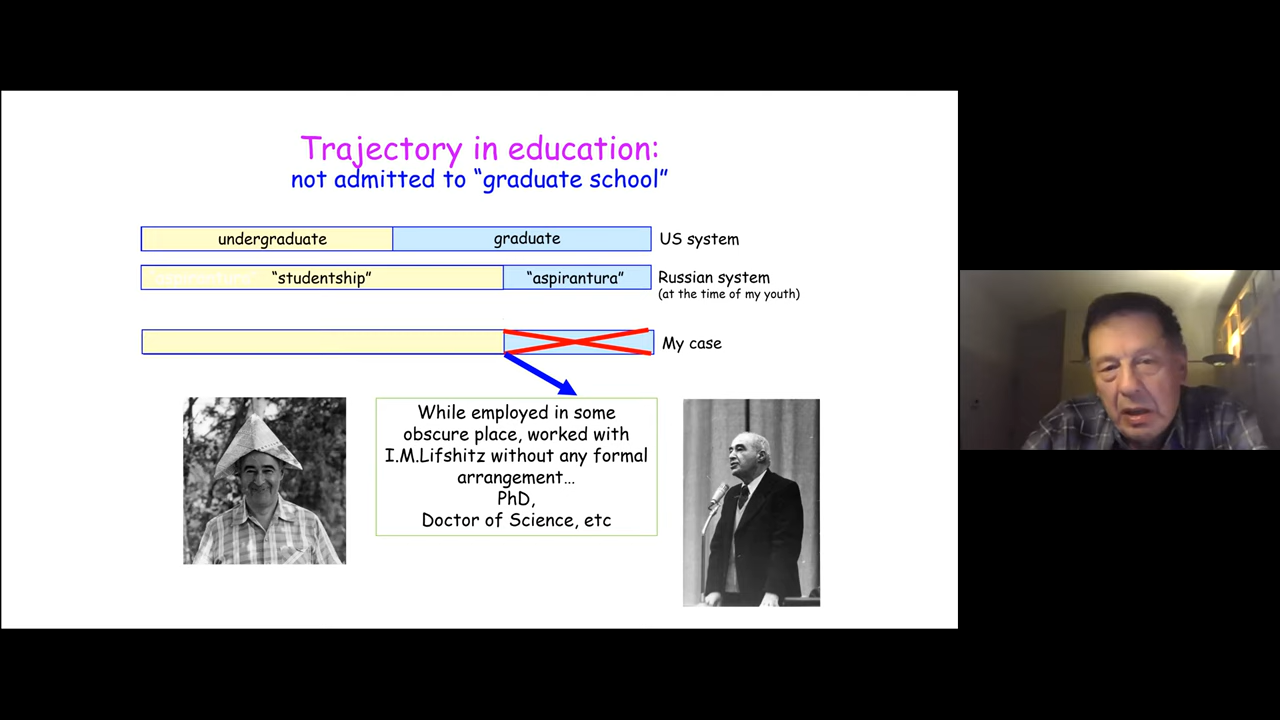 Trajectory in education:
not admitted to “graduate school”
undergraduate graduate US system
“studentship” “aspirantura” Russian system
(at the time of my youth)
My case
While employed in some
obscure place, worked with
I.M.Lifshitz without any formal
arrangement…
PhD,
Doctor of Science, etc